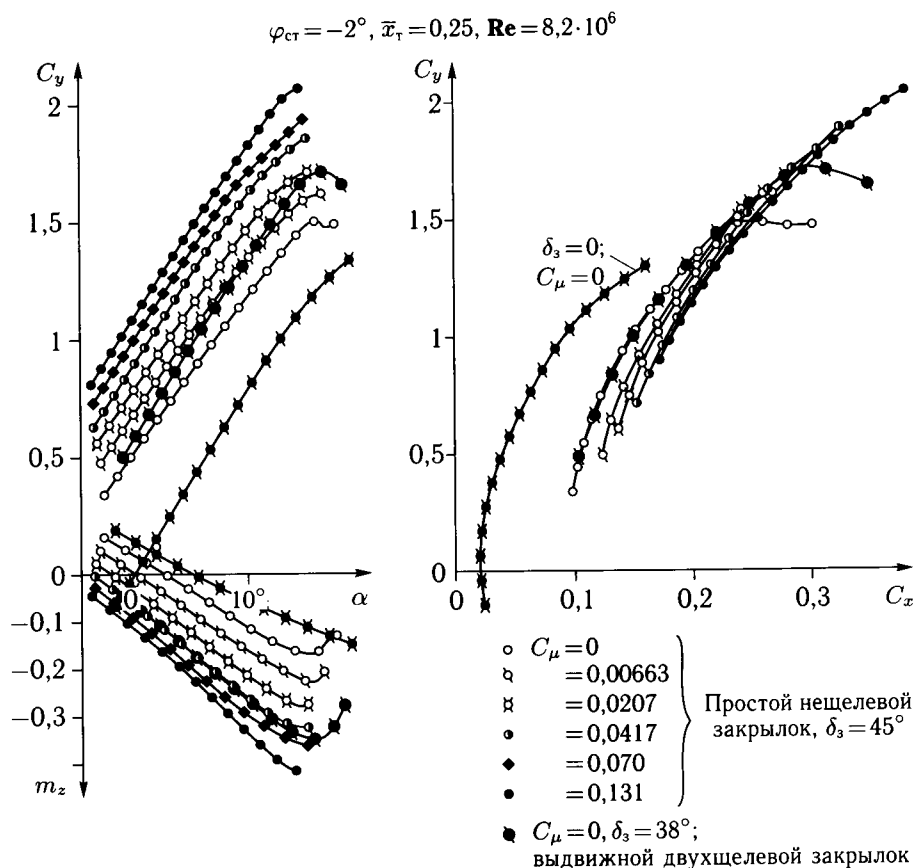 φст = −2°, x̄т = 0,25, Re = 8,2·10⁶
Cy
2
1,5
1
0,5
0
−0,1
−0,2
−0,3
mz
10°
α
Cy
2
1,5
1
0,5
0
0
0,1
0,2
0,3
Cx
δз = 0;
Cμ = 0
Cμ = 0
= 0,00663
= 0,0207
= 0,0417
= 0,070
= 0,131
Простой нещелевой
закрылок, δз = 45°
Cμ = 0, δз = 38°;
выдвижной двухщелевой закрылок